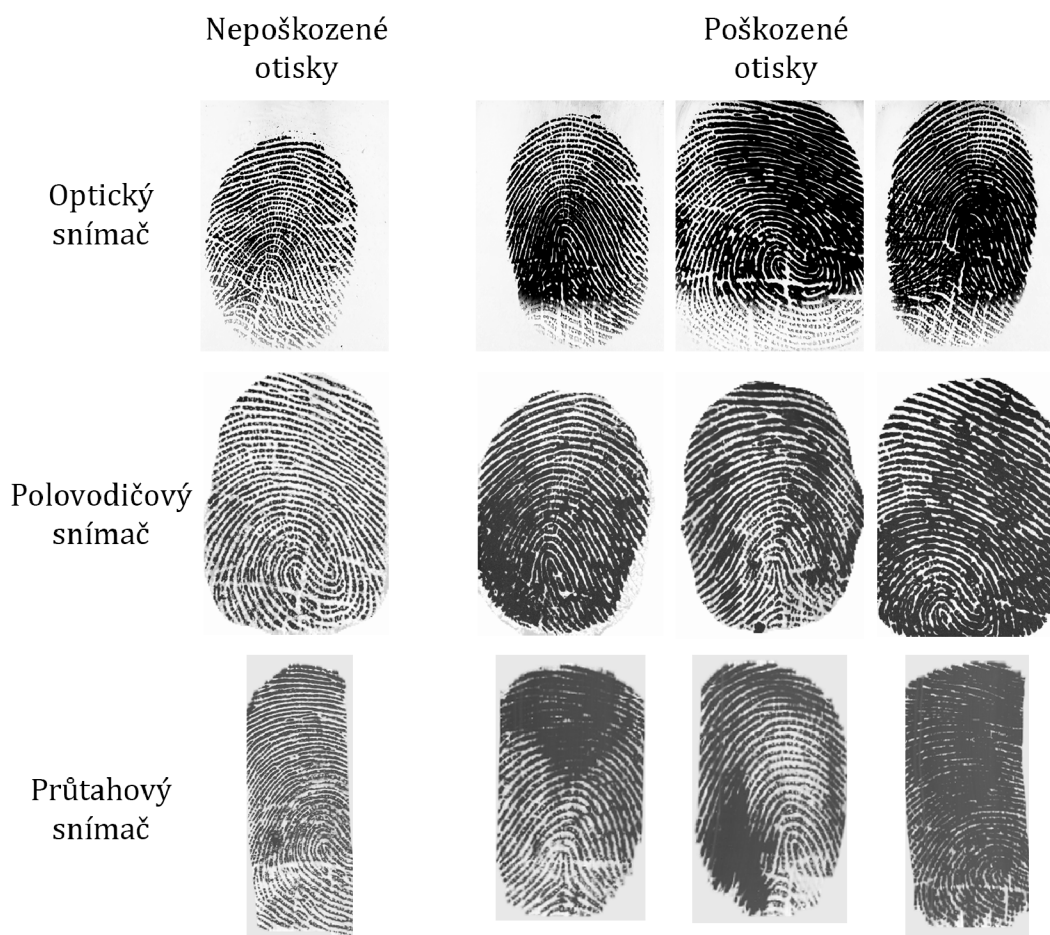 Nepoškozené
otisky
Poškozené
otisky
Optický
snímač
Polovodičový
snímač
Průtahový
snímač